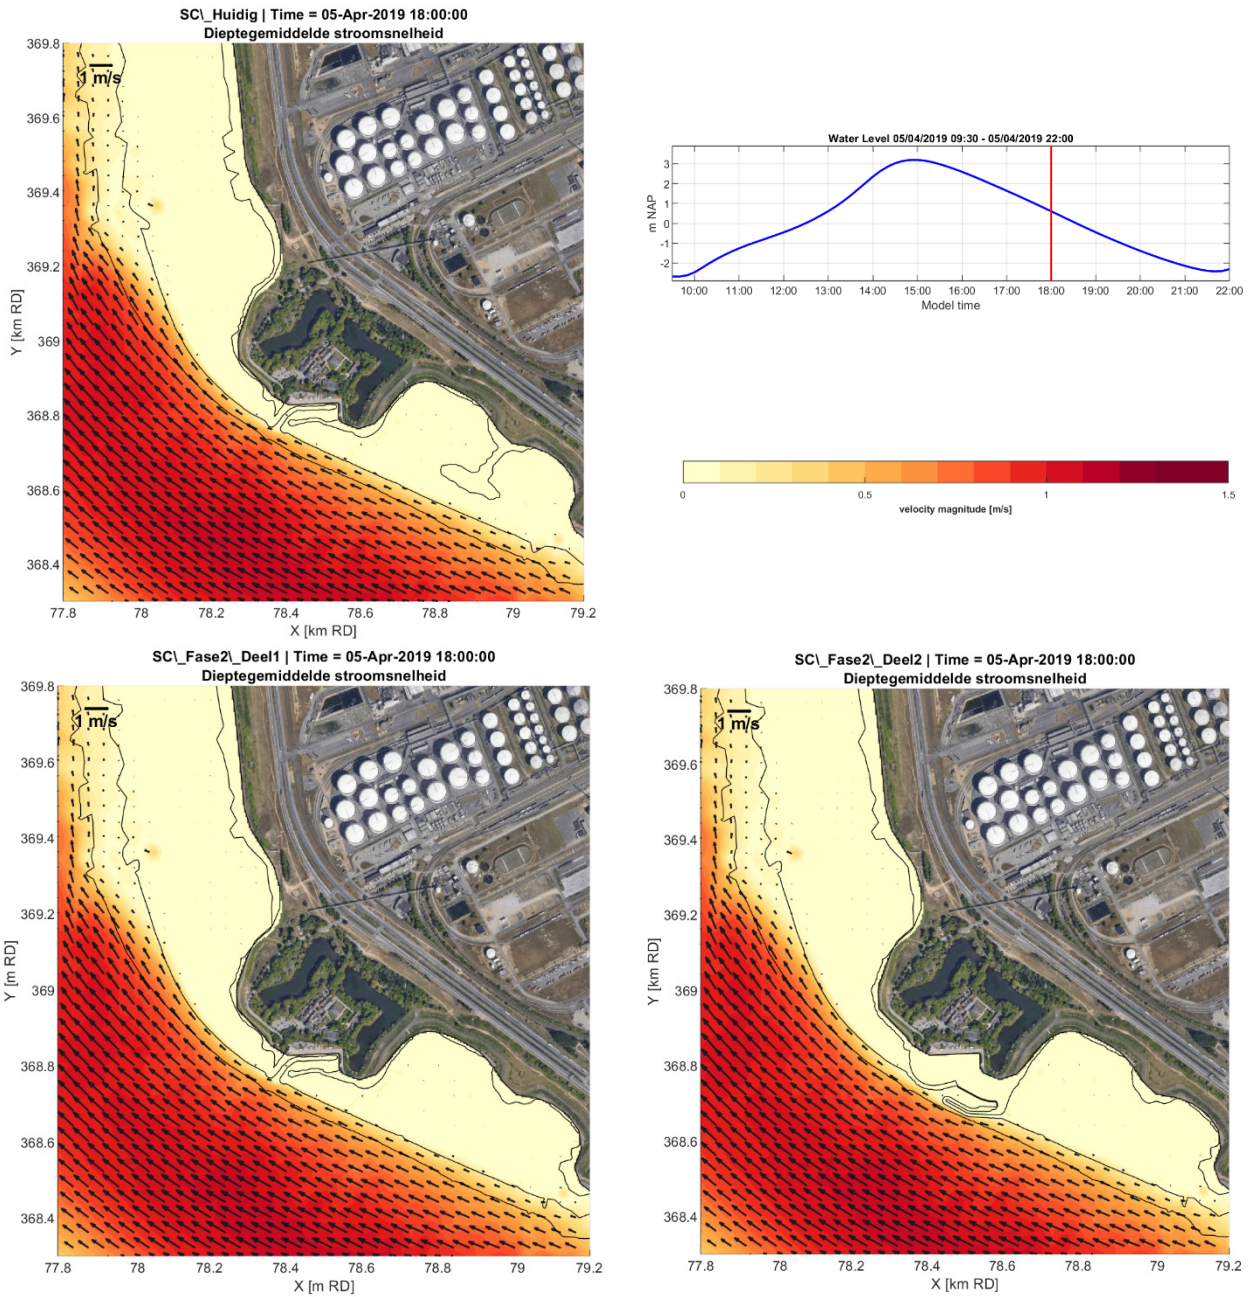 SC\_Huidig | Time = 05-Apr-2019 18:00:00
Dieptegemiddelde stroomsnelheid
1 m/s
369.8
369.6
369.4
369.2
369
368.8
368.6
368.4
Y [km RD]
77.8 78 78.2 78.4 78.6 78.8 79 79.2
X [km RD]
Water Level 05/04/2019 09:30 - 05/04/2019 22:00
3
2
1
0
-1
-2
m NAP
10:00 11:00 12:00 13:00 14:00 15:00 16:00 17:00 18:00 19:00 20:00 21:00 22:00
Model time
0 0.5 1 1.5
velocity magnitude [m/s]
SC\_Fase2\_Deel1 | Time = 05-Apr-2019 18:00:00
Dieptegemiddelde stroomsnelheid
1 m/s
369.8
369.6
369.4
369.2
369
368.8
368.6
368.4
Y [m RD]
77.8 78 78.2 78.4 78.6 78.8 79 79.2
X [m RD]
SC\_Fase2\_Deel2 | Time = 05-Apr-2019 18:00:00
Dieptegemiddelde stroomsnelheid
1 m/s
369.8
369.6
369.4
369.2
369
368.8
368.6
368.4
Y [km RD]
77.8 78 78.2 78.4 78.6 78.8 79 79.2
X [km RD]